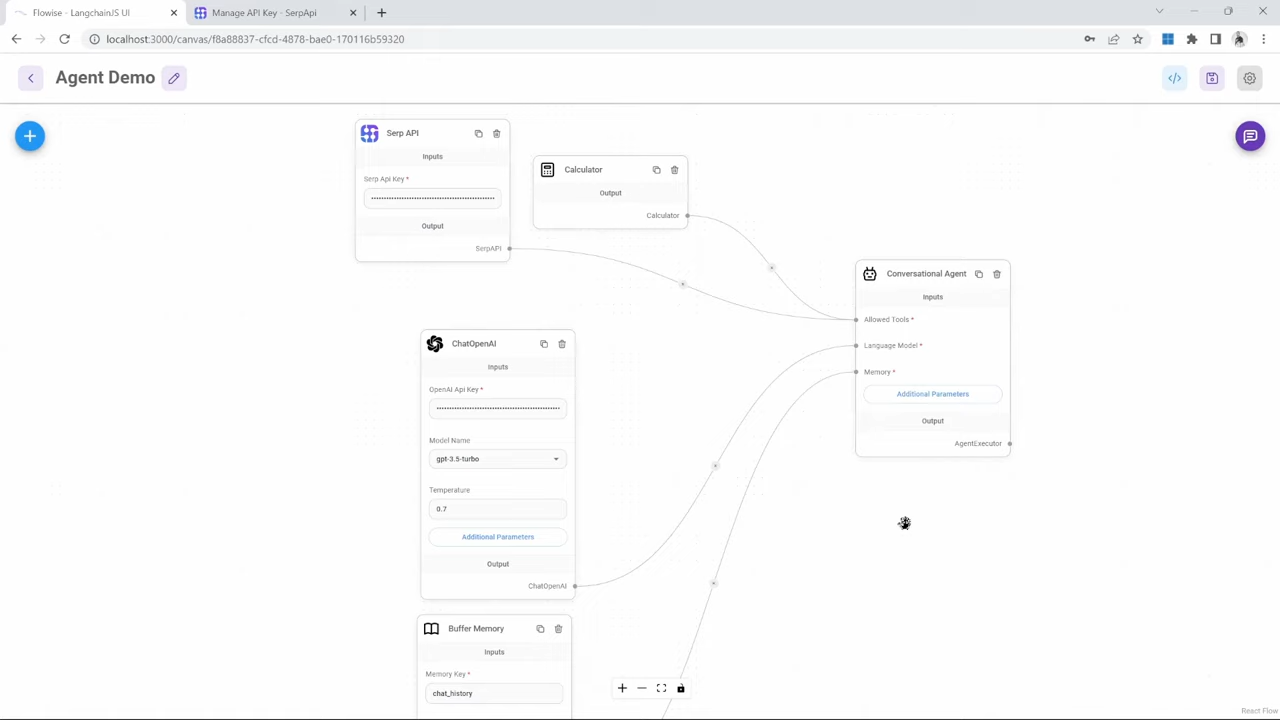 Flowise - LangchainJS UI
Manage API Key - SerpApi
localhost:3000/canvas/f8a88837-cfcd-4878-bae0-170116b59320
Agent Demo
Serp API
Inputs
Serp Api Key *
Output
SerpAPI
Calculator
Output
Calculator
Conversational Agent
Inputs
Allowed Tools *
Language Model *
Memory *
Additional Parameters
Output
AgentExecutor
ChatOpenAI
Inputs
OpenAI Api Key *
Model Name
gpt-3.5-turbo
Temperature
0.7
Additional Parameters
Output
ChatOpenAI
Buffer Memory
Inputs
Memory Key *
chat_history
React Flow